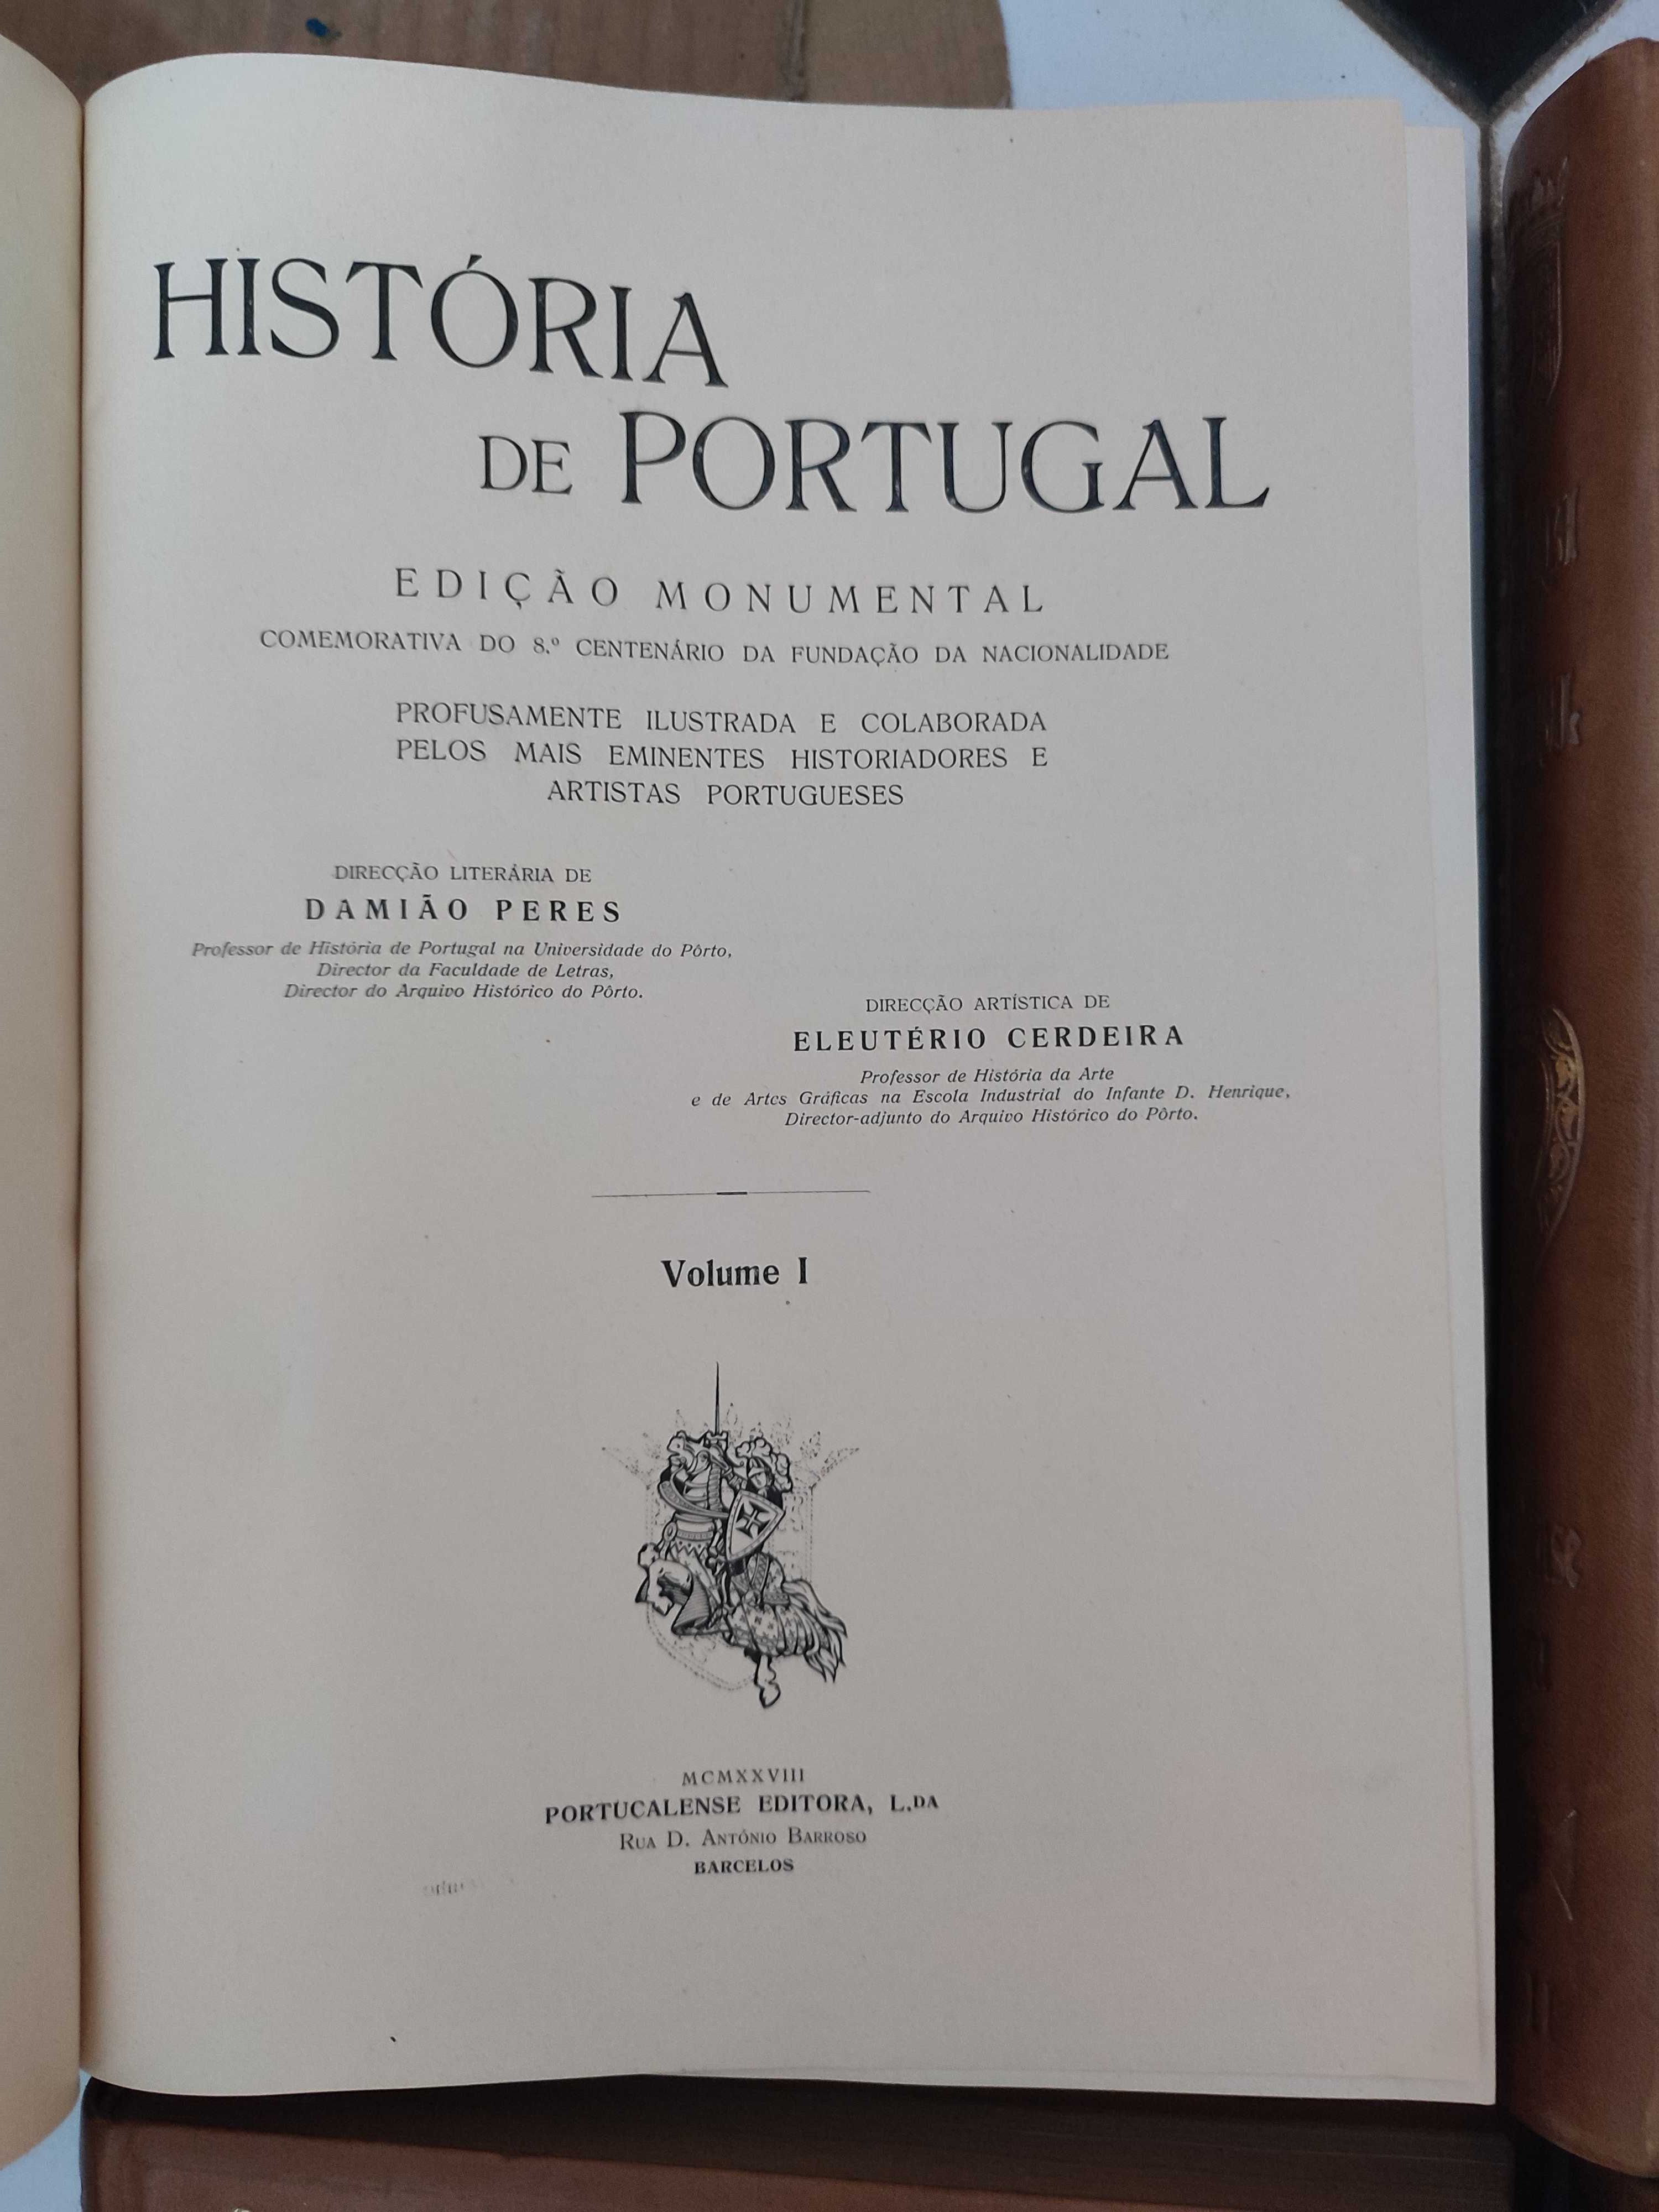 HISTÓRIA
DE PORTUGAL
EDIÇÃO MONUMENTAL
COMEMORATIVA DO 8.º CENTENÁRIO DA FUNDAÇÃO DA NACIONALIDADE
PROFUSAMENTE ILUSTRADA E COLABORADA
PELOS MAIS EMINENTES HISTORIADORES E
ARTISTAS PORTUGUESES
DIRECÇÃO LITERÁRIA DE
DAMIÃO PERES
Professor de História de Portugal na Universidade do Pôrto,
Director da Faculdade de Letras,
Director do Arquivo Histórico do Pôrto.
DIRECÇÃO ARTÍSTICA DE
ELEUTÉRIO CERDEIRA
Professor de História da Arte
e de Artes Gráficas na Escola Industrial do Infante D. Henrique,
Director-adjunto do Arquivo Histórico do Pôrto.
Volume I
MCMXXVIII
PORTUCALENSE EDITORA, L.DA
RUA D. ANTÓNIO BARROSO
BARCELOS